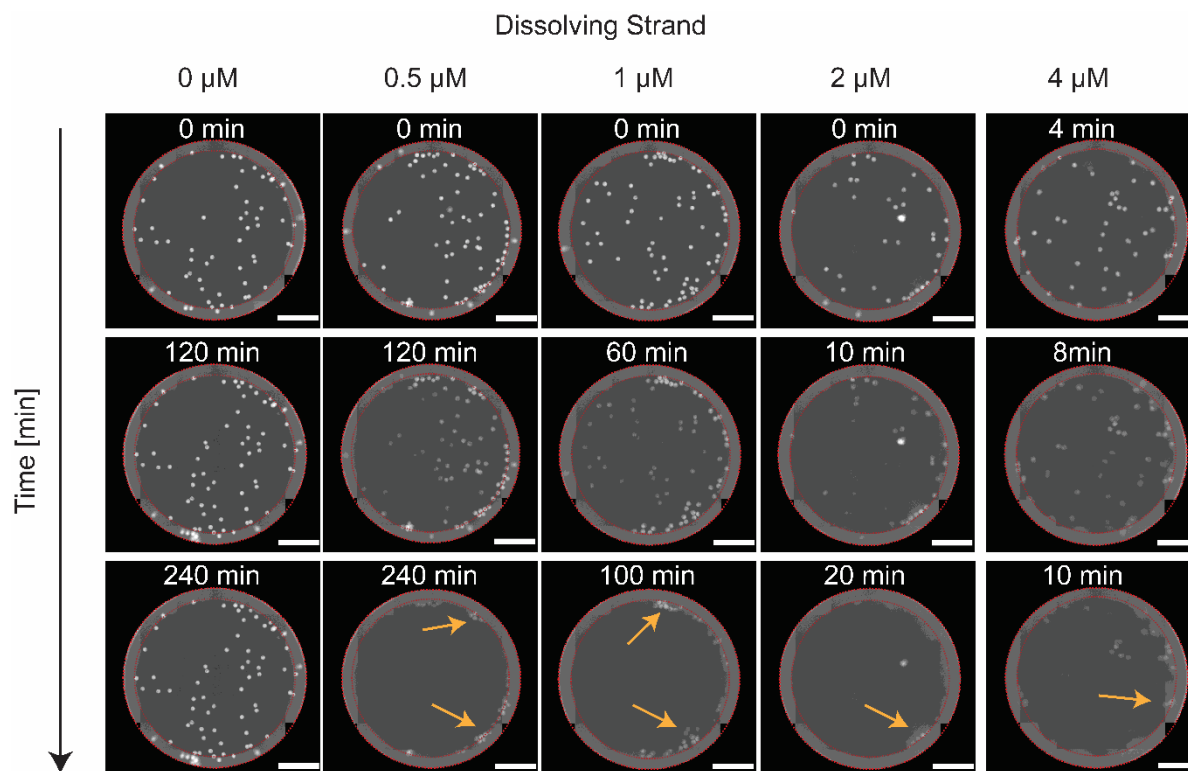 Dissolving Strand
0 µM 0.5 µM 1 µM 2 µM 4 µM
0 min 0 min 0 min 0 min 4 min
120 min 120 min 60 min 10 min 8min
240 min 240 min 100 min 20 min 10 min
Time [min]